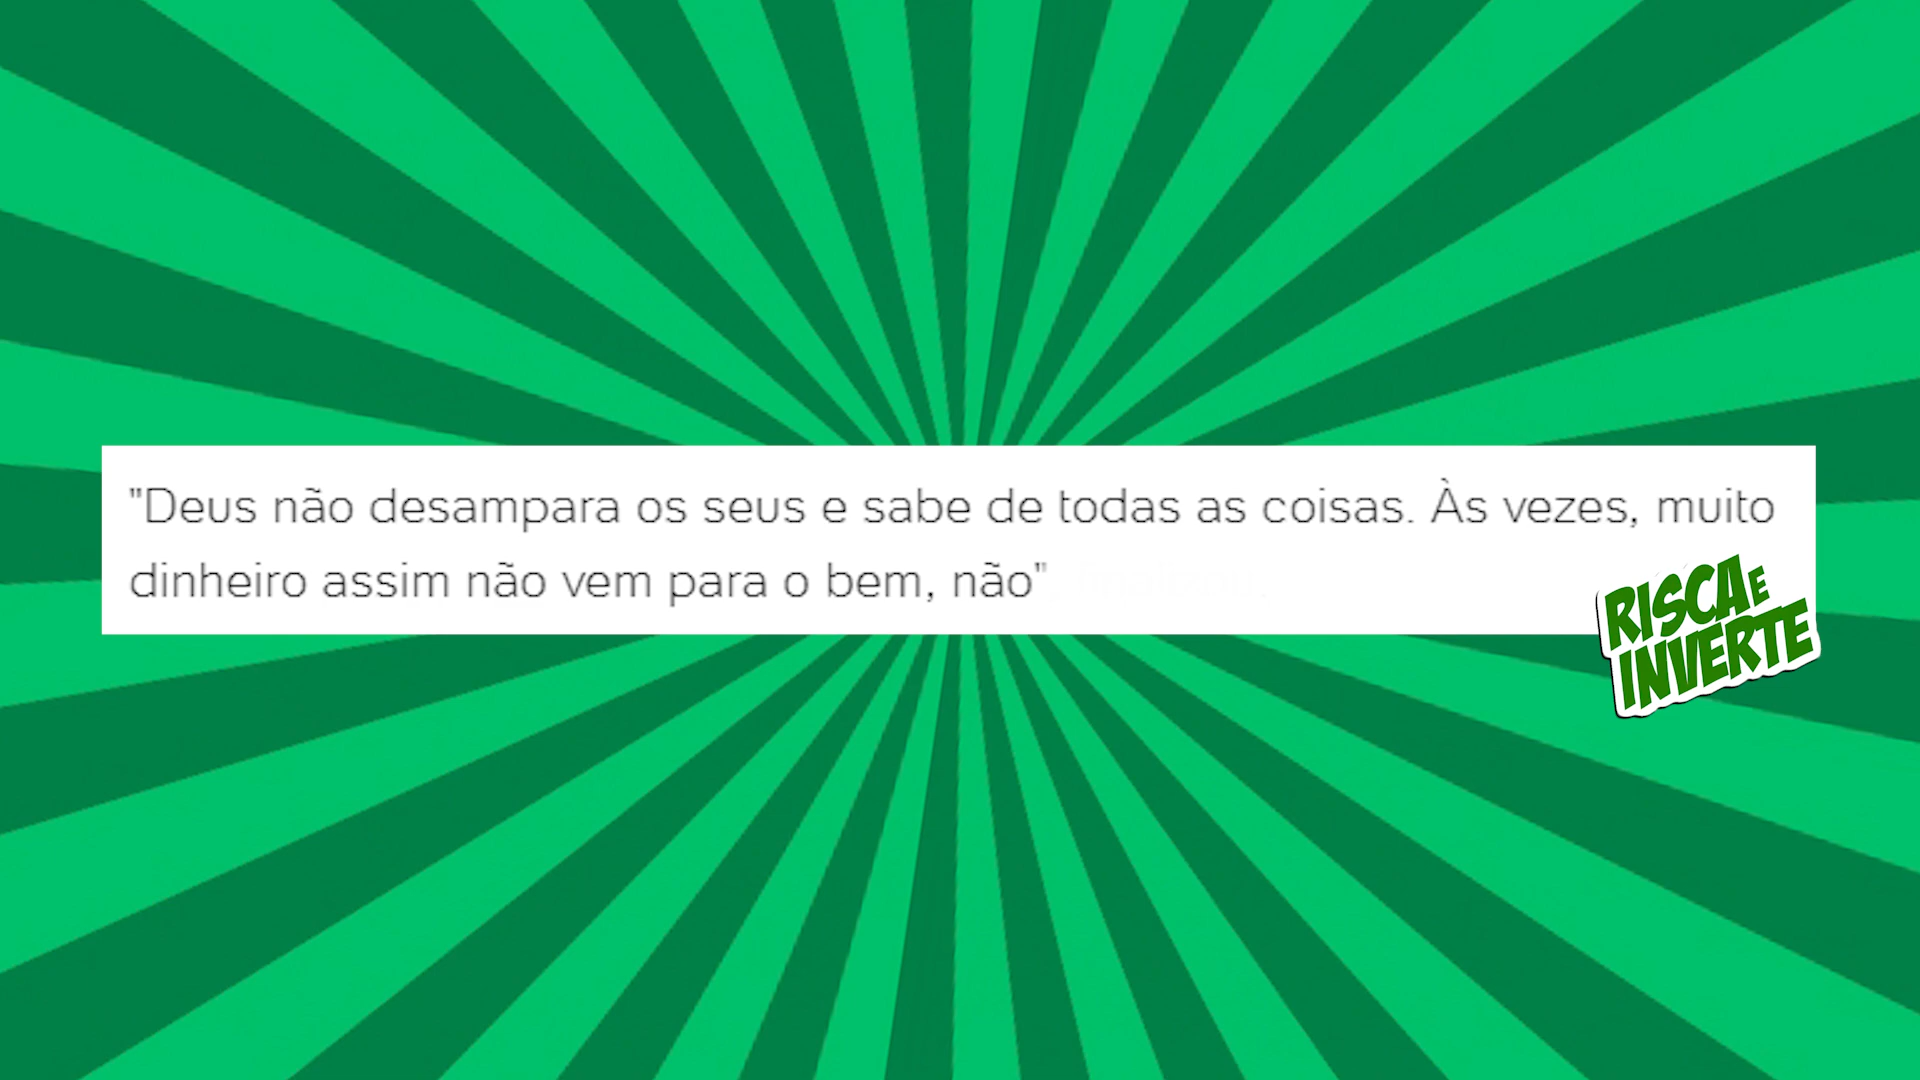 "Deus não desampara os seus e sabe de todas as coisas. Às vezes, muito
dinheiro assim não vem para o bem, não"
RISCA E
INVERTE